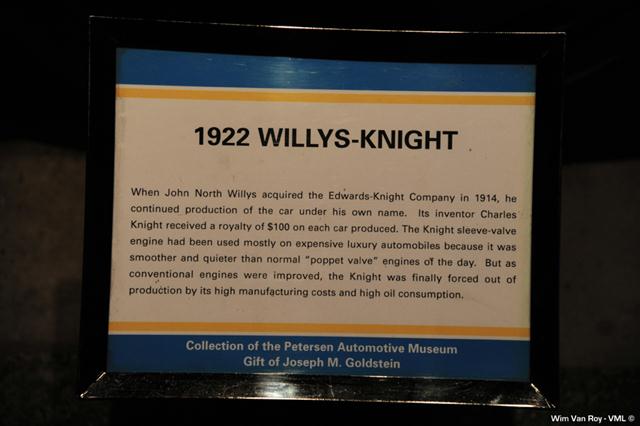 1922 WILLYS-KNIGHT
When John North Willys acquired the Edwards-Knight Company in 1914, he
continued production of the car under his own name. Its inventor Charles
Knight received a royalty of $100 on each car produced. The Knight sleeve-valve
engine had been used mostly on expensive luxury automobiles because it was
smoother and quieter than normal "poppet valve" engines of the day. But as
conventional engines were improved, the Knight was finally forced out of
production by its high manufacturing costs and high oil consumption.
Collection of the Petersen Automotive Museum
Gift of Joseph M. Goldstein
Wim Van Roy - VML ©